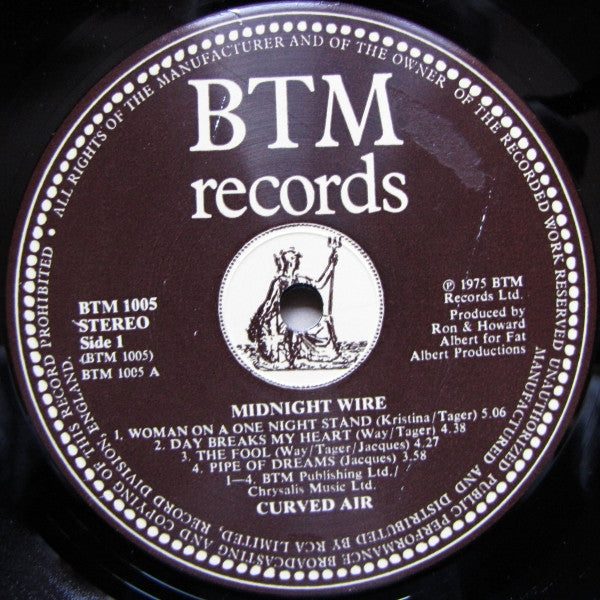 ALL RIGHTS OF THE MANUFACTURER AND OF THE OWNER OF THE RECORDED WORK RESERVED UNAUTHORIZED PUBLIC PERFORMANCE BROADCASTING AND COPYING OF THIS RECORD PROHIBITED •
MANUFACTURED AND DISTRIBUTED BY RCA LIMITED, RECORD DIVISION, ENGLAND.
BTM
records
BTM 1005
STEREO
Side 1
(BTM 1005)
BTM 1005 A
℗ 1975 BTM
Records Ltd.
Produced by
Ron & Howard
Albert for Fat
Albert Productions
MIDNIGHT WIRE
1. WOMAN ON A ONE NIGHT STAND (Kristina/Tager) 5.06
2. DAY BREAKS MY HEART (Way/Tager) 4.38
3. THE FOOL (Way/Tager/Jacques) 4.27
4. PIPE OF DREAMS (Jacques) 3.58
1—4. BTM Publishing Ltd./
Chrysalis Music Ltd.
CURVED AIR